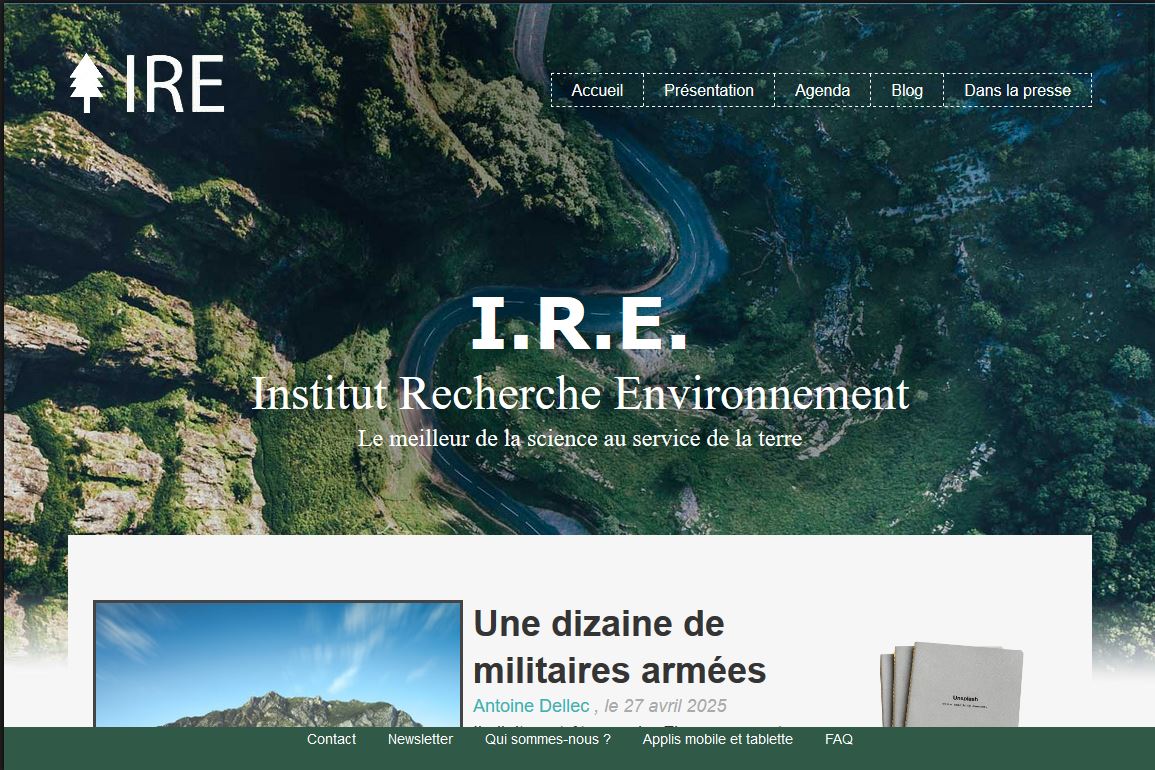 IRE
Accueil Présentation Agenda Blog Dans la presse
I.R.E.
Institut Recherche Environnement
Le meilleur de la science au service de la terre
Une dizaine de
militaires armées
Antoine Dellec , le 27 avril 2025
Unsplash
Contact Newsletter Qui sommes-nous ? Applis mobile et tablette FAQ